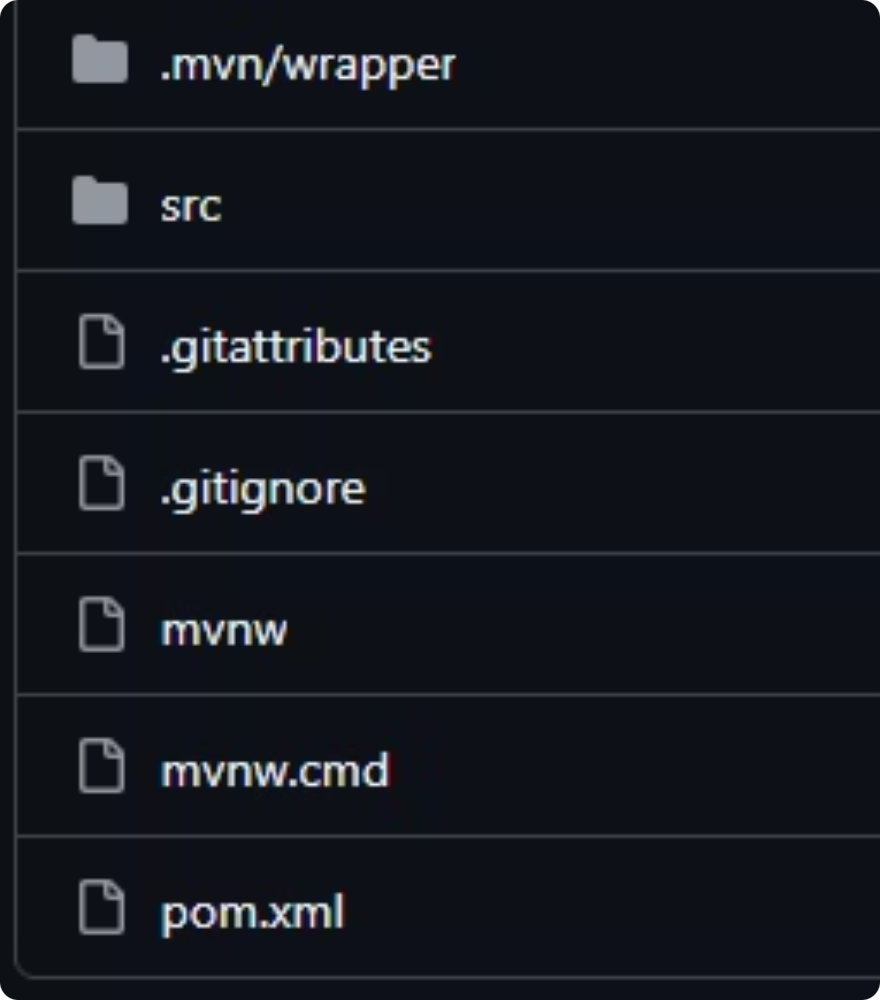 .mvn/wrapper
src
.gitattributes
.gitignore
mvnw
mvnw.cmd
pom.xml